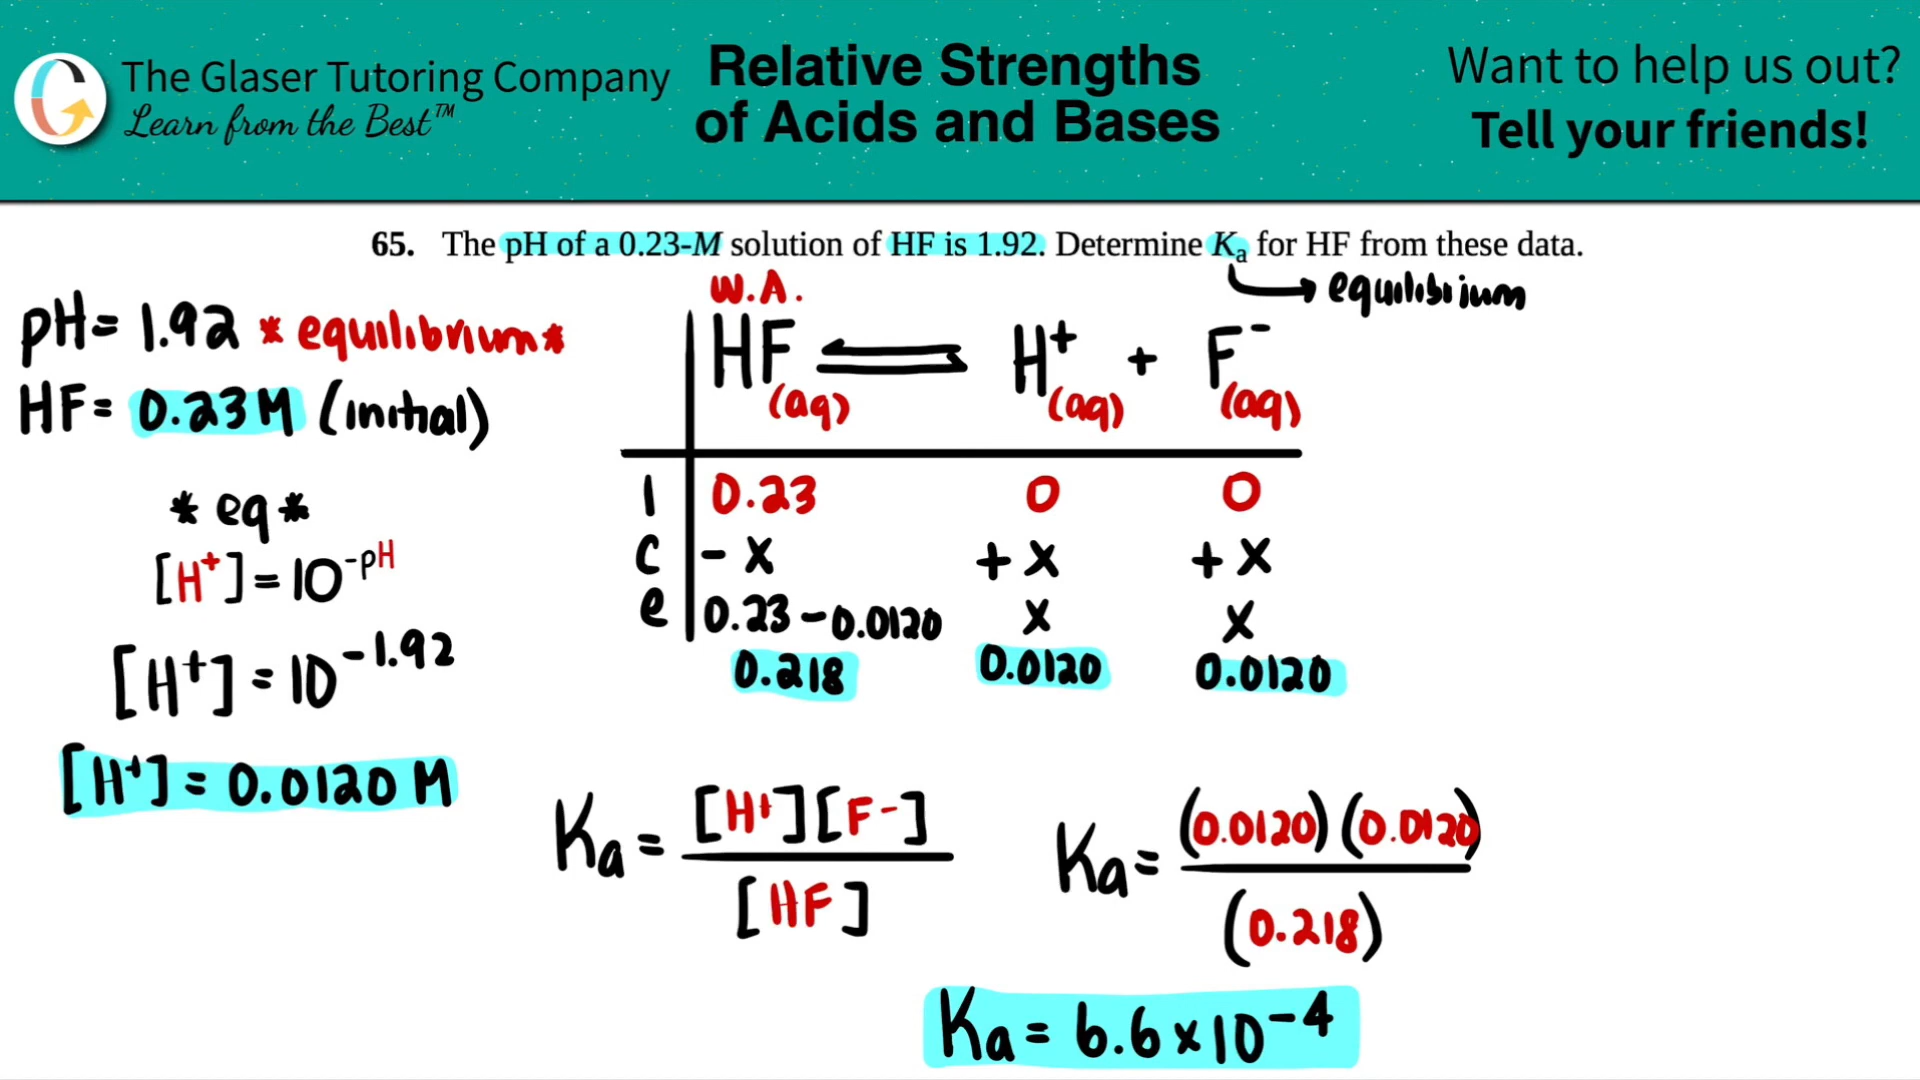 The Glaser Tutoring Company
Learn from the Best™
Relative Strengths
of Acids and Bases
Want to help us out?
Tell your friends!
65. The pH of a 0.23-M solution of HF is 1.92. Determine Kₐ for HF from these data.
equilibrium
pH = 1.92 *equilibrium*
HF = 0.23 M (initial)
*eq*
[H⁺] = 10^-pH
[H⁺] = 10^-1.92
[H⁺] = 0.0120 M
W.A.
HF(aq) ⇌ H⁺(aq) + F⁻(aq)
I 0.23 0 0
C - x + x + x
e 0.23 - 0.0120 x x
0.218 0.0120 0.0120
Ka = [H⁺][F⁻] / [HF]
Ka = (0.0120)(0.0120) / (0.218)
Ka = 6.6 x 10⁻⁴